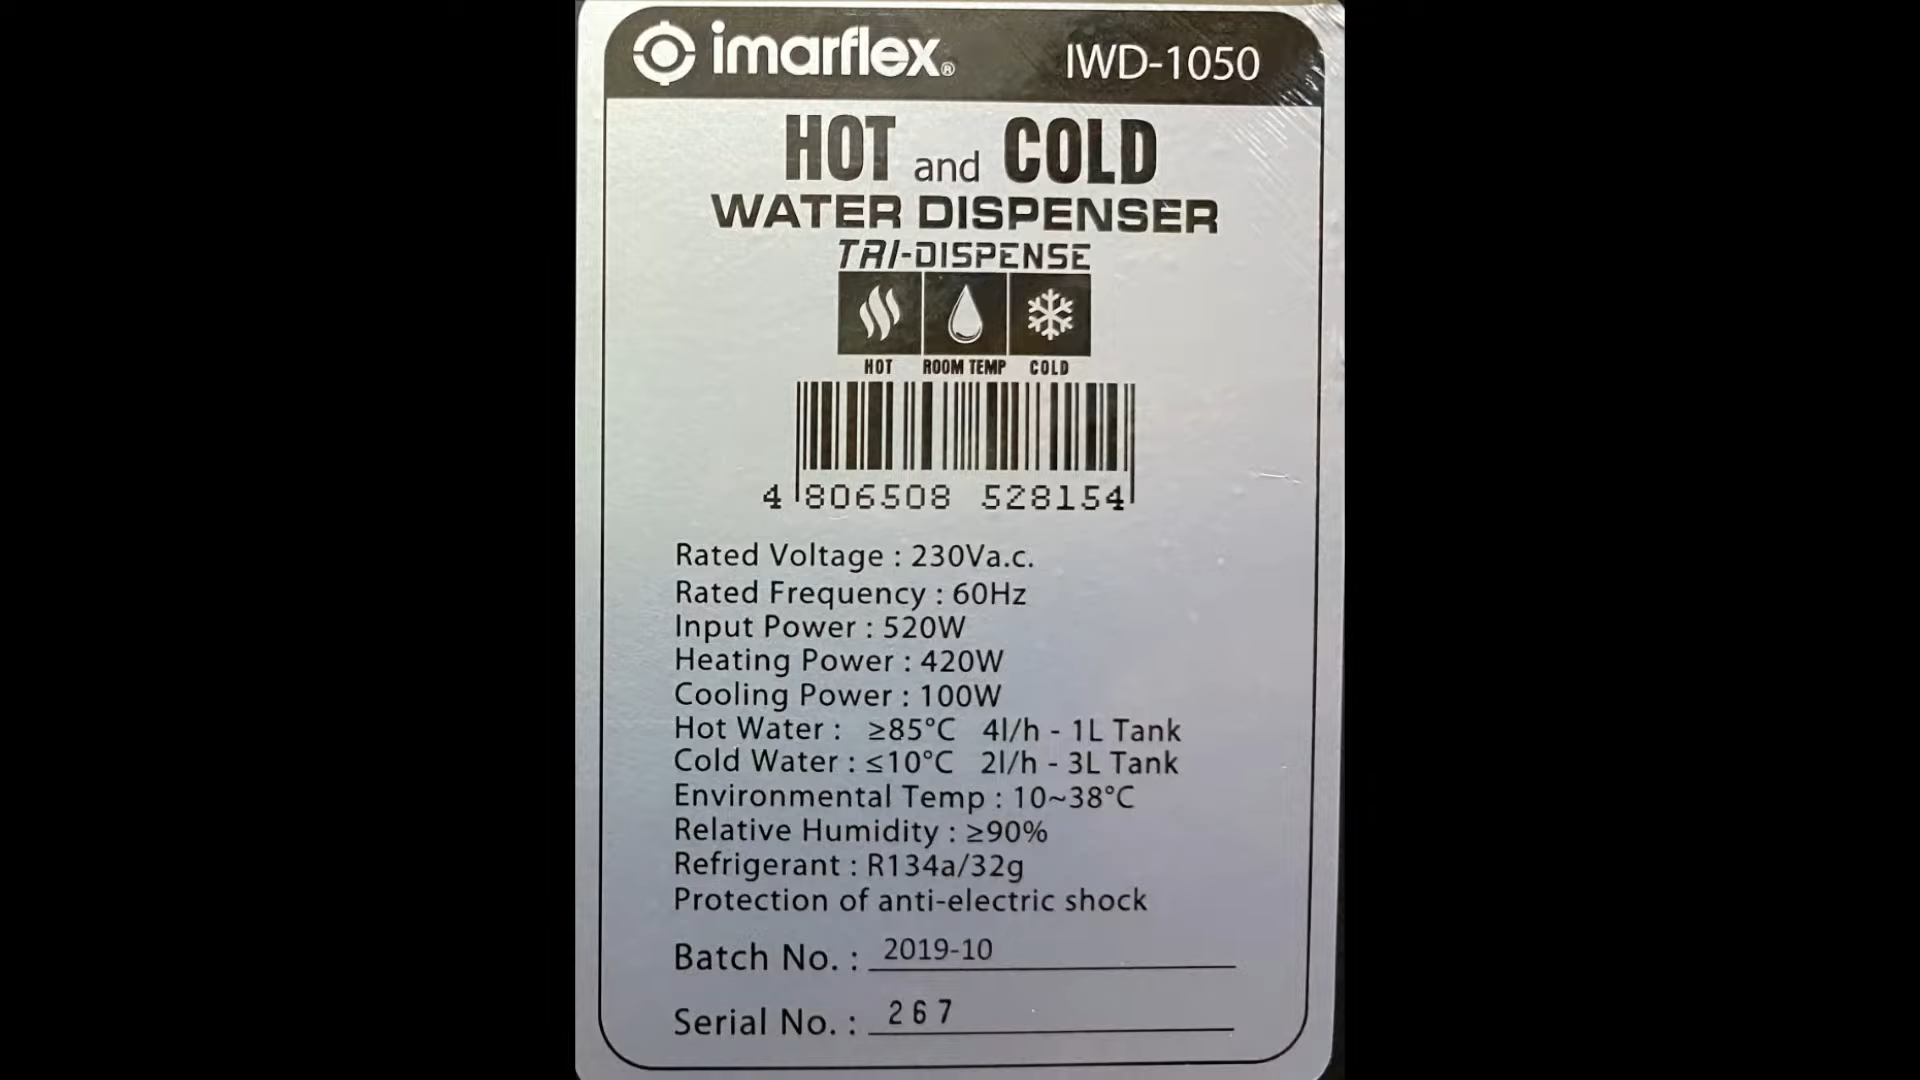 imarflex® IWD-1050
HOT and COLD
WATER DISPENSER
TRI-DISPENSE
HOT ROOM TEMP COLD
4 806508 528154
Rated Voltage : 230Va.c.
Rated Frequency : 60Hz
Input Power : 520W
Heating Power : 420W
Cooling Power : 100W
Hot Water : ≥85°C 4l/h - 1L Tank
Cold Water : ≤10°C 2l/h - 3L Tank
Environmental Temp : 10~38°C
Relative Humidity : ≥90%
Refrigerant : R134a/32g
Protection of anti-electric shock
Batch No. : 2019-10
Serial No. : 267